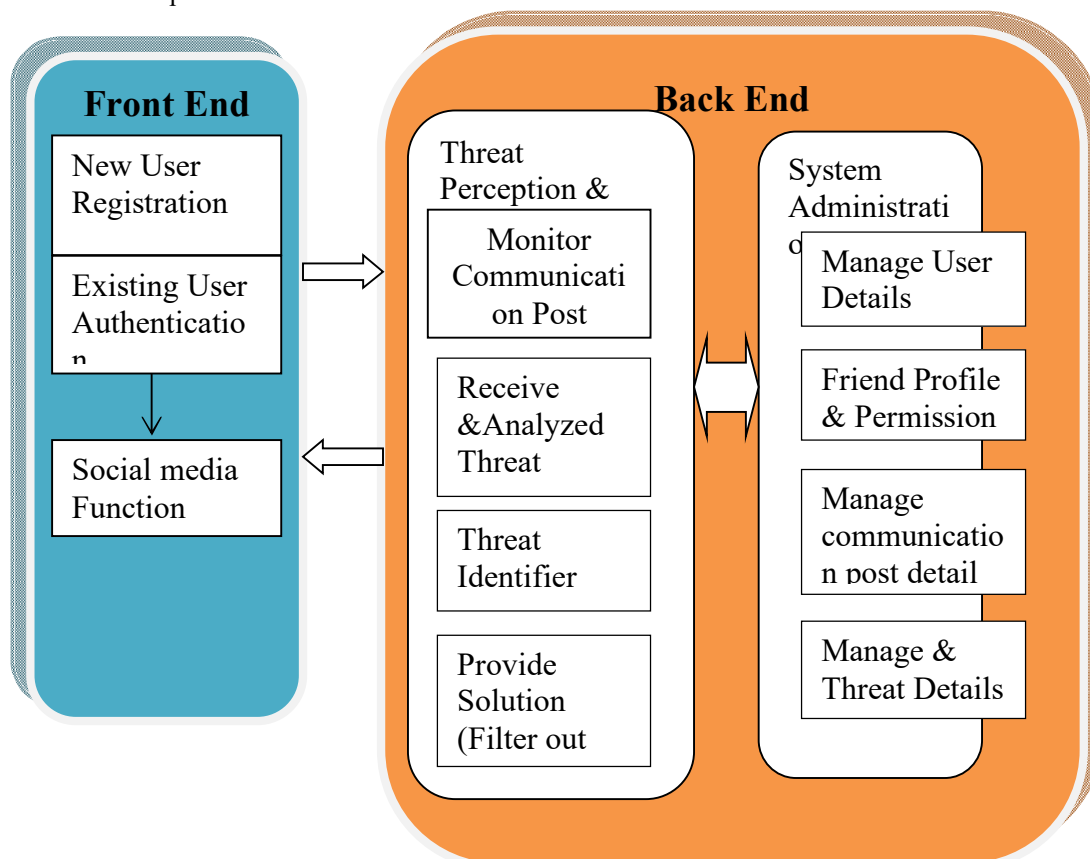 Front End
New User
Registration
Existing User
Authenticatio
n
Social media
Function
Back End
Threat
Perception &
Monitor
Communicati
on Post
Receive
&Analyzed
Threat
Threat
Identifier
Provide
Solution
(Filter out
System
Administrati
o
Manage User
Details
Friend Profile
& Permission
Manage
communicatio
n post detail
Manage &
Threat Details